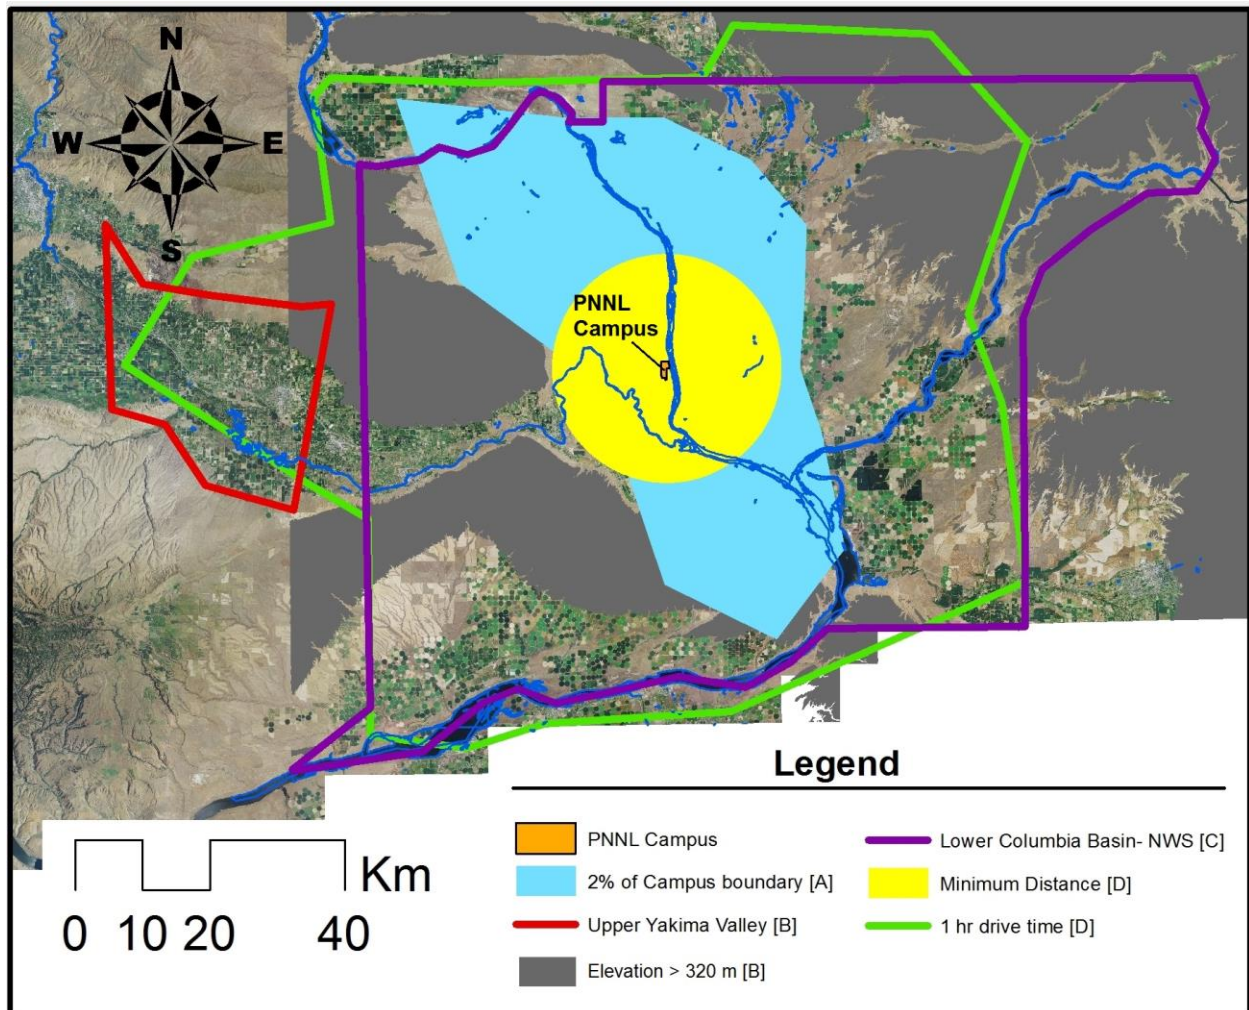 N
W
E
S
PNNL
Campus
Legend
PNNL Campus
Lower Columbia Basin- NWS [C]
2% of Campus boundary [A]
Minimum Distance [D]
Upper Yakima Valley [B]
1 hr drive time [D]
Elevation > 320 m [B]
Km
0 10 20 40